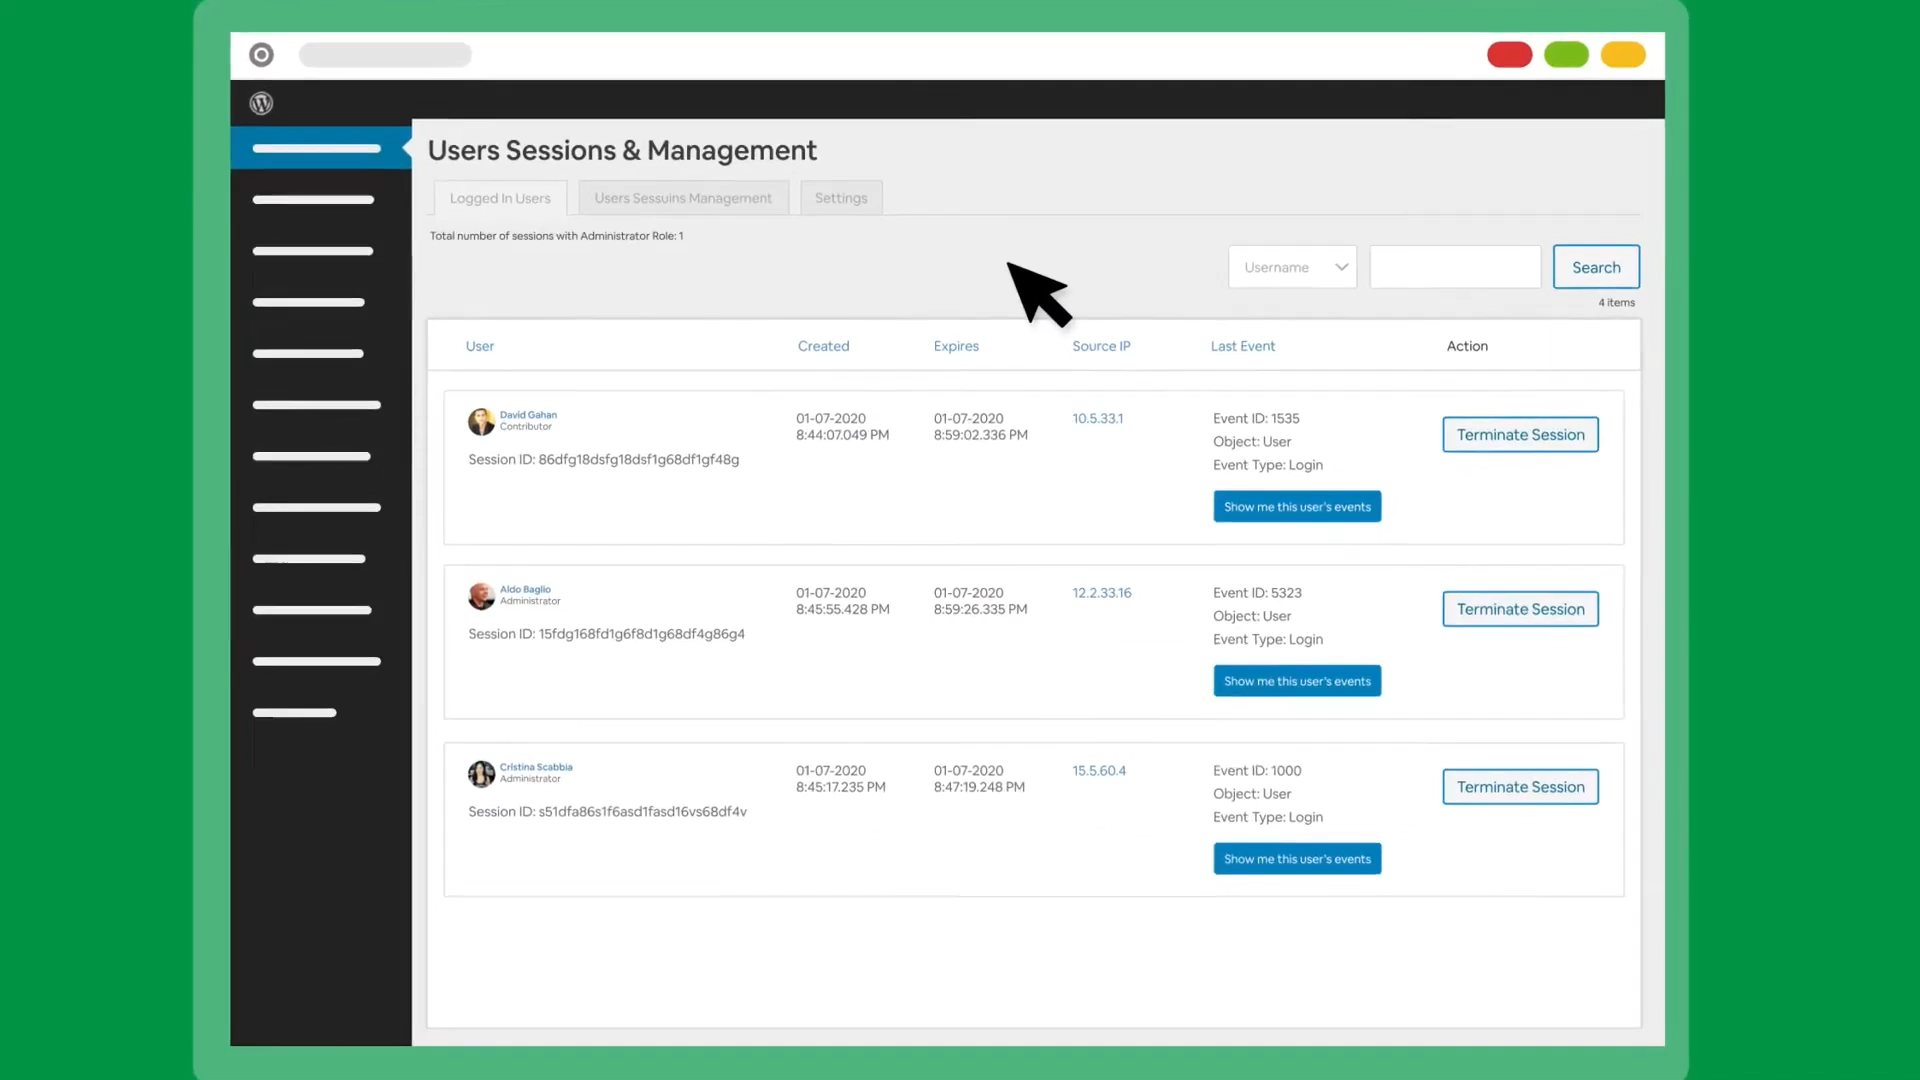 Users Sessions & Management
Logged In Users
Users Sessuins Management
Settings
Total number of sessions with Administrator Role: 1
Username
Search
4 items
User
Created
Expires
Source IP
Last Event
Action
David Gahan
Contributor
Session ID: 86dfg18dsfg18dsf1g68df1gf48g
01-07-2020
8:44:07.049 PM
01-07-2020
8:59:02.336 PM
10.5.33.1
Event ID: 1535
Object: User
Event Type: Login
Show me this user's events
Terminate Session
Aldo Baglio
Administrator
Session ID: 15fdg168fd1g6f8d1g68df4g86g4
01-07-2020
8:45:55.428 PM
01-07-2020
8:59:26.335 PM
12.2.33.16
Event ID: 5323
Object: User
Event Type: Login
Show me this user's events
Terminate Session
Cristina Scabbia
Administrator
Session ID: s51dfa86s1f6asd1fasd16vs68df4v
01-07-2020
8:45:17.235 PM
01-07-2020
8:47:19.248 PM
15.5.60.4
Event ID: 1000
Object: User
Event Type: Login
Show me this user's events
Terminate Session